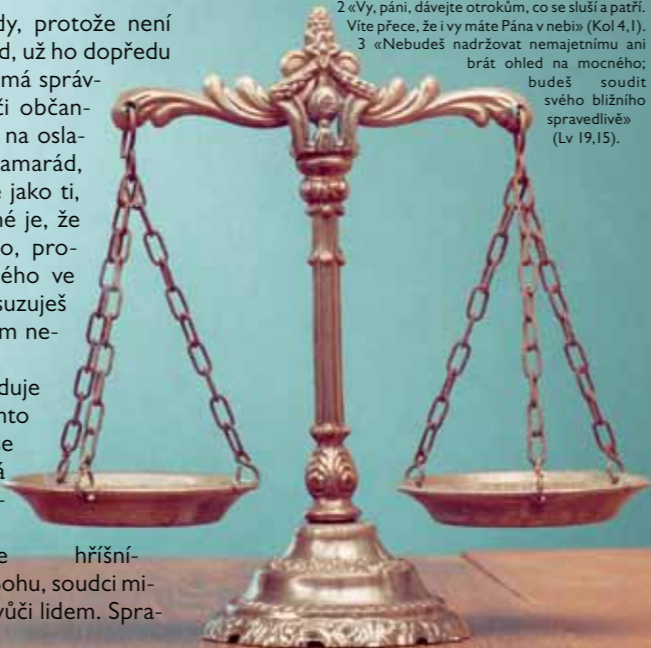 dy, protože není
d, už ho dopředu
má správ-
či občan-
na osla-
amarád,
jako ti,
né je, že
o, pro-
ého ve
suzuješ
m ne-
duje
nto
á
-
e hříšní-
ohu, soudci mi-
vůči lidem. Spra-
2 «Vy, páni, dávejte otrokům, co se sluší a patří.
Víte přece, že i vy máte Pána v nebi» (Kol 4,1).
3 «Nebudeš nadržovat nemajetnímu ani
brát ohled na mocného;
budeš soudit
svého bližního
spravedlivě»
(Lv 19,15).